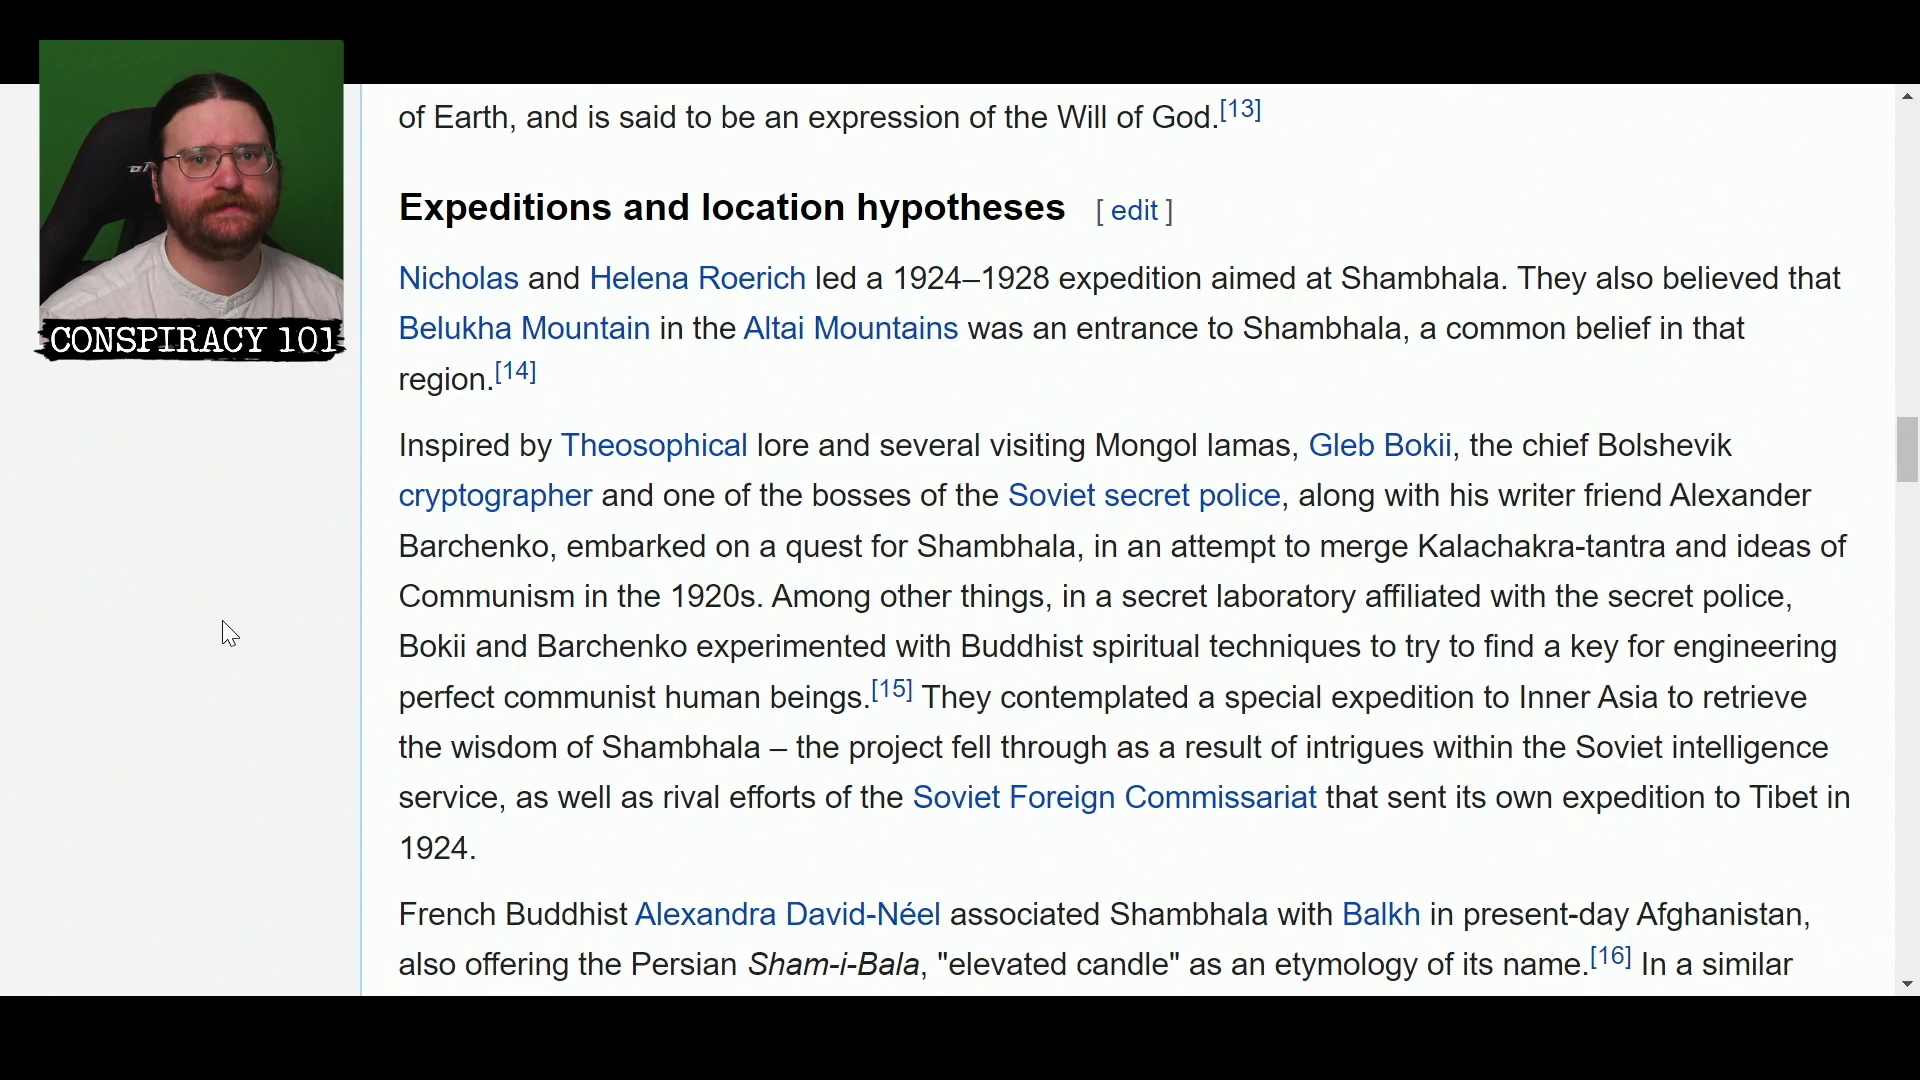 CONSPIRACY 101
of Earth, and is said to be an expression of the Will of God.[13]
Expeditions and location hypotheses [ edit ]
Nicholas and Helena Roerich led a 1924–1928 expedition aimed at Shambhala. They also believed that
Belukha Mountain in the Altai Mountains was an entrance to Shambhala, a common belief in that
region.[14]
Inspired by Theosophical lore and several visiting Mongol lamas, Gleb Bokii, the chief Bolshevik
cryptographer and one of the bosses of the Soviet secret police, along with his writer friend Alexander
Barchenko, embarked on a quest for Shambhala, in an attempt to merge Kalachakra-tantra and ideas of
Communism in the 1920s. Among other things, in a secret laboratory affiliated with the secret police,
Bokii and Barchenko experimented with Buddhist spiritual techniques to try to find a key for engineering
perfect communist human beings.[15] They contemplated a special expedition to Inner Asia to retrieve
the wisdom of Shambhala – the project fell through as a result of intrigues within the Soviet intelligence
service, as well as rival efforts of the Soviet Foreign Commissariat that sent its own expedition to Tibet in
1924.
French Buddhist Alexandra David-Néel associated Shambhala with Balkh in present-day Afghanistan,
also offering the Persian Sham-i-Bala, "elevated candle" as an etymology of its name.[16] In a similar